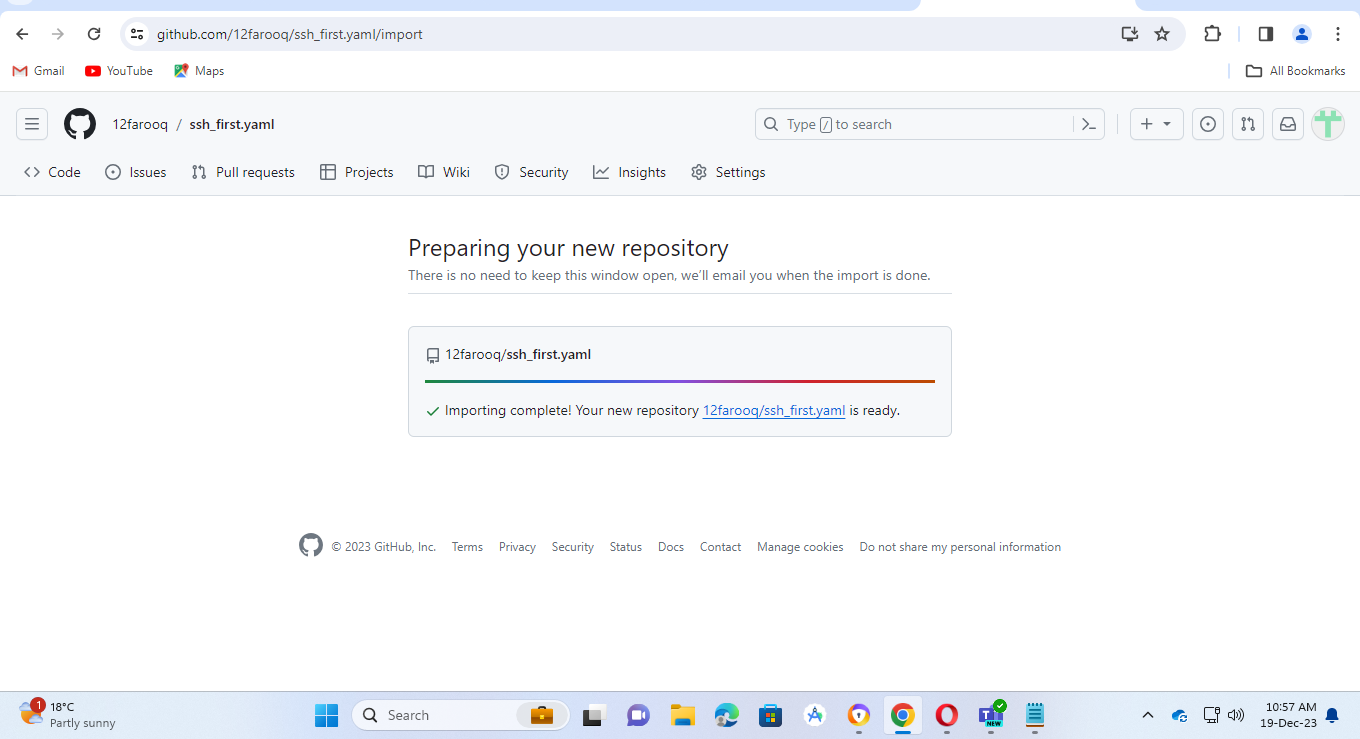 github.com/12farooq/ssh_first.yaml/import
Gmail YouTube Maps All Bookmarks
12farooq / ssh_first.yaml Type / to search
Code Issues Pull requests Projects Wiki Security Insights Settings
Preparing your new repository
There is no need to keep this window open, we'll email you when the import is done.
12farooq/ssh_first.yaml
Importing complete! Your new repository 12farooq/ssh_first.yaml is ready.
© 2023 GitHub, Inc. Terms Privacy Security Status Docs Contact Manage cookies Do not share my personal information
1 18°C
Partly sunny
Search
NEW
10:57 AM
19-Dec-23